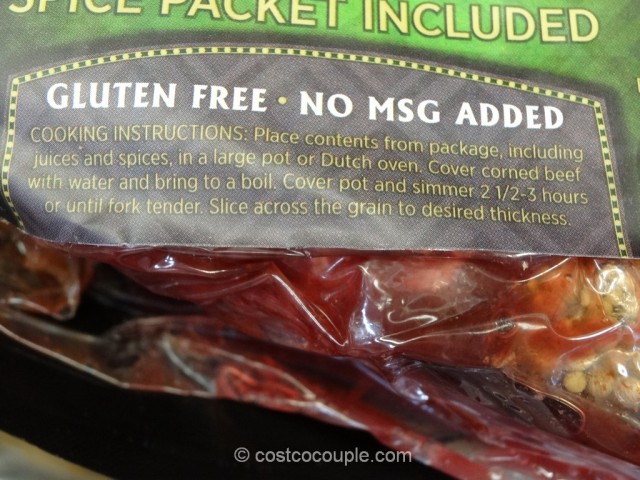 SPICE PACKET INCLUDED
GLUTEN FREE • NO MSG ADDED
COOKING INSTRUCTIONS: Place contents from package, including
juices and spices, in a large pot or Dutch oven. Cover corned beef
with water and bring to a boil. Cover pot and simmer 2 1/2-3 hours
or until fork tender. Slice across the grain to desired thickness.
© costcocouple.com